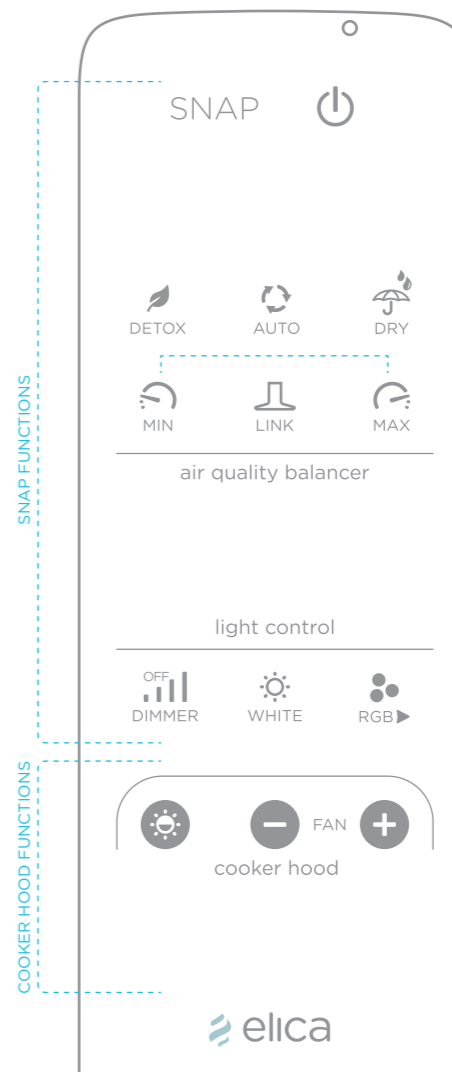 SNAP
DETOX AUTO DRY
MIN LINK MAX
air quality balancer
light control
OFF
DIMMER WHITE RGB
FAN
cooker hood
elica
SNAP FUNCTIONS
COOKER HOOD FUNCTIONS